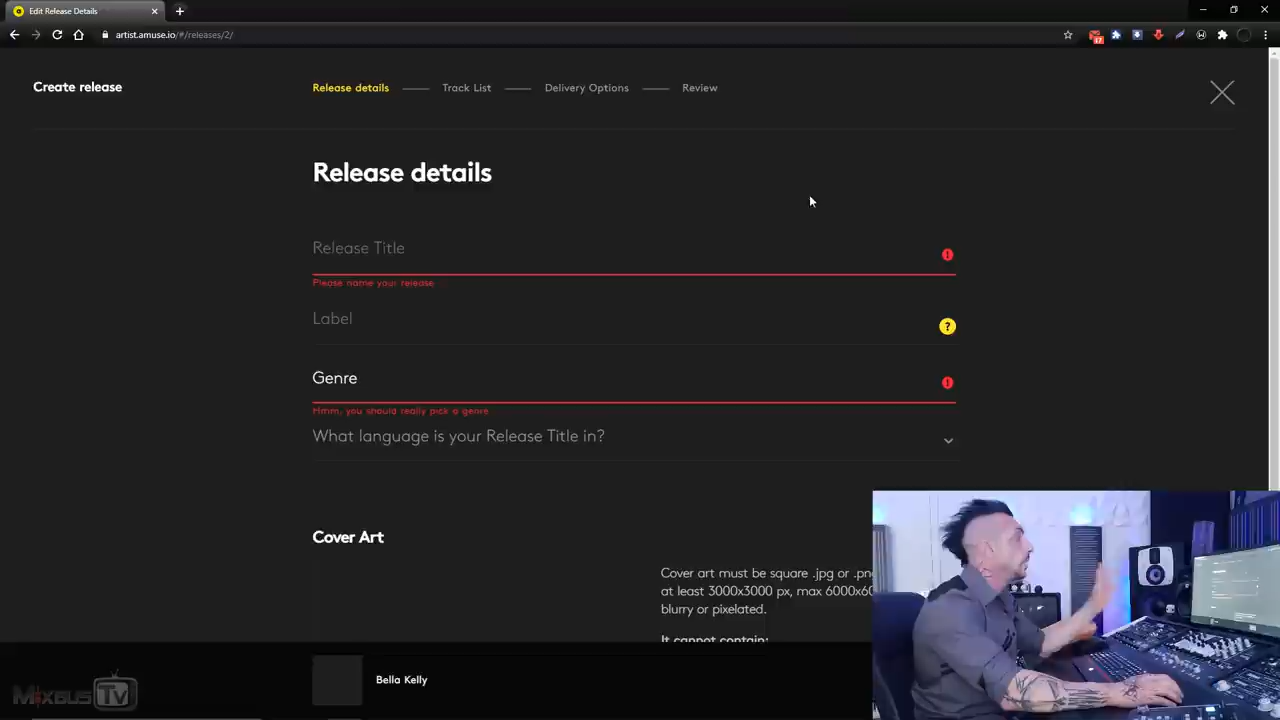 Edit Release Details
artist.amuse.io/#/releases/2/
17
Create release
Release details
Track List
Delivery Options
Review
Release details
Release Title
Please name your release
Label
?
Genre
Hmm, you should really pick a genre
What language is your Release Title in?
Cover Art
Cover art must be square .jpg or .pn
at least 3000x3000 px, max 6000x6
blurry or pixelated.
It cannot contain:
Bella Kelly
MixBUS TV